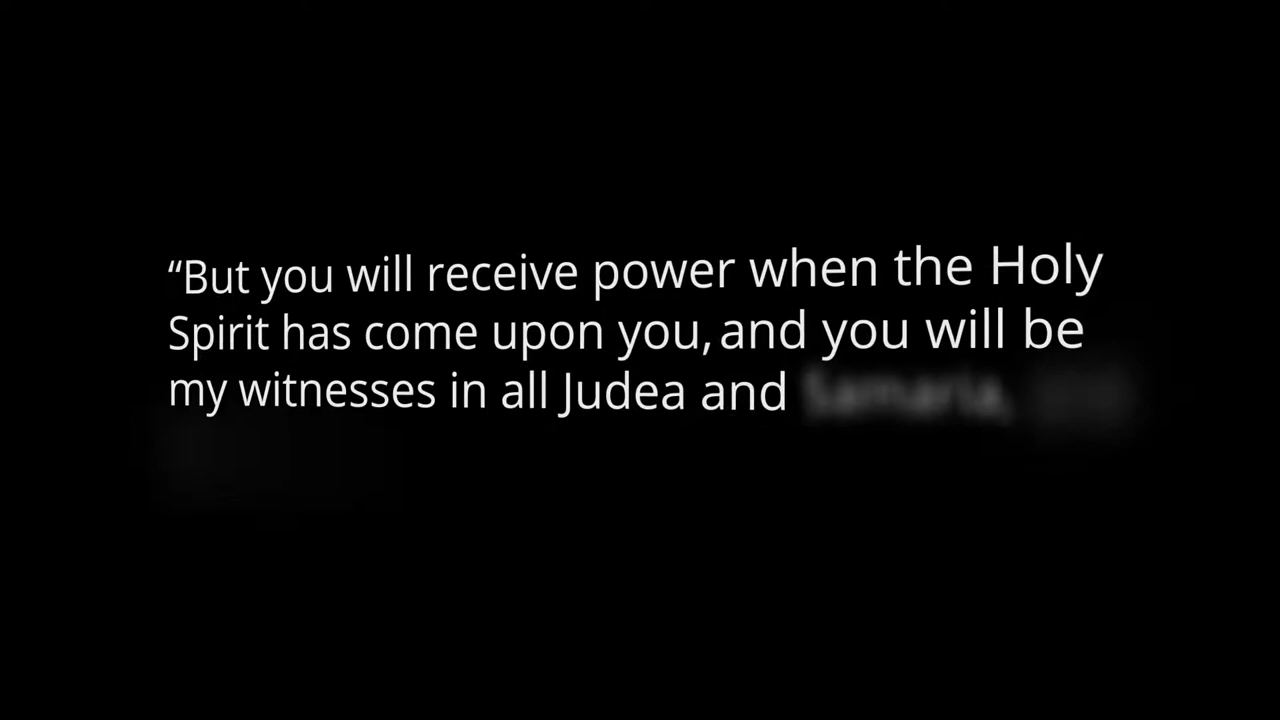 “But you will receive power when the Holy
Spirit has come upon you, and you will be
my witnesses in all Judea and Samaria,